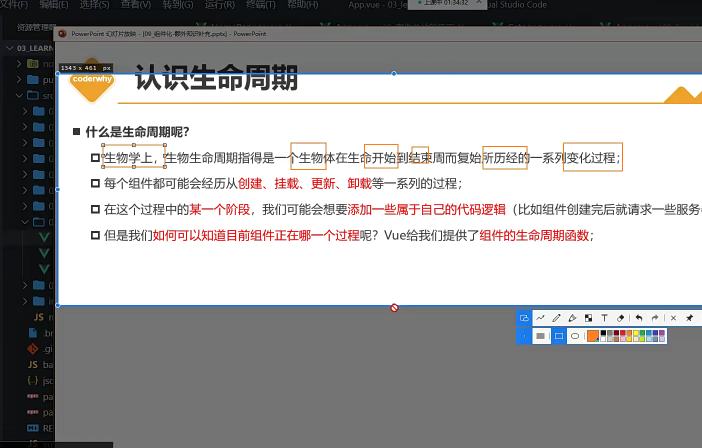 文件(F) 编辑(E) 选择(S) 查看(V) 转到(G) 运行(R) 终端(T) 帮助(H)
上课中 01:34:32
Visual Studio Code
资源管理
PowerPoint 幻灯片放映 - [09_组件化-额外知识补充.pptx] - PowerPoint
03_LEARN
1343 x 461 px
coderwhy
认识生命周期
什么是生命周期呢?
生物学上，生物生命周期指得是一个生物体在生命开始到结束周而复始所历经的一系列变化过程；
每个组件都可能会经历从创建、挂载、更新、卸载等一系列的过程；
在这个过程中的某一个阶段，我们可能会想要添加一些属于自己的代码逻辑（比如组件创建完后就请求一些服务
但是我们如何可以知道目前组件正在哪一个过程呢？Vue给我们提供了组件的生命周期函数；